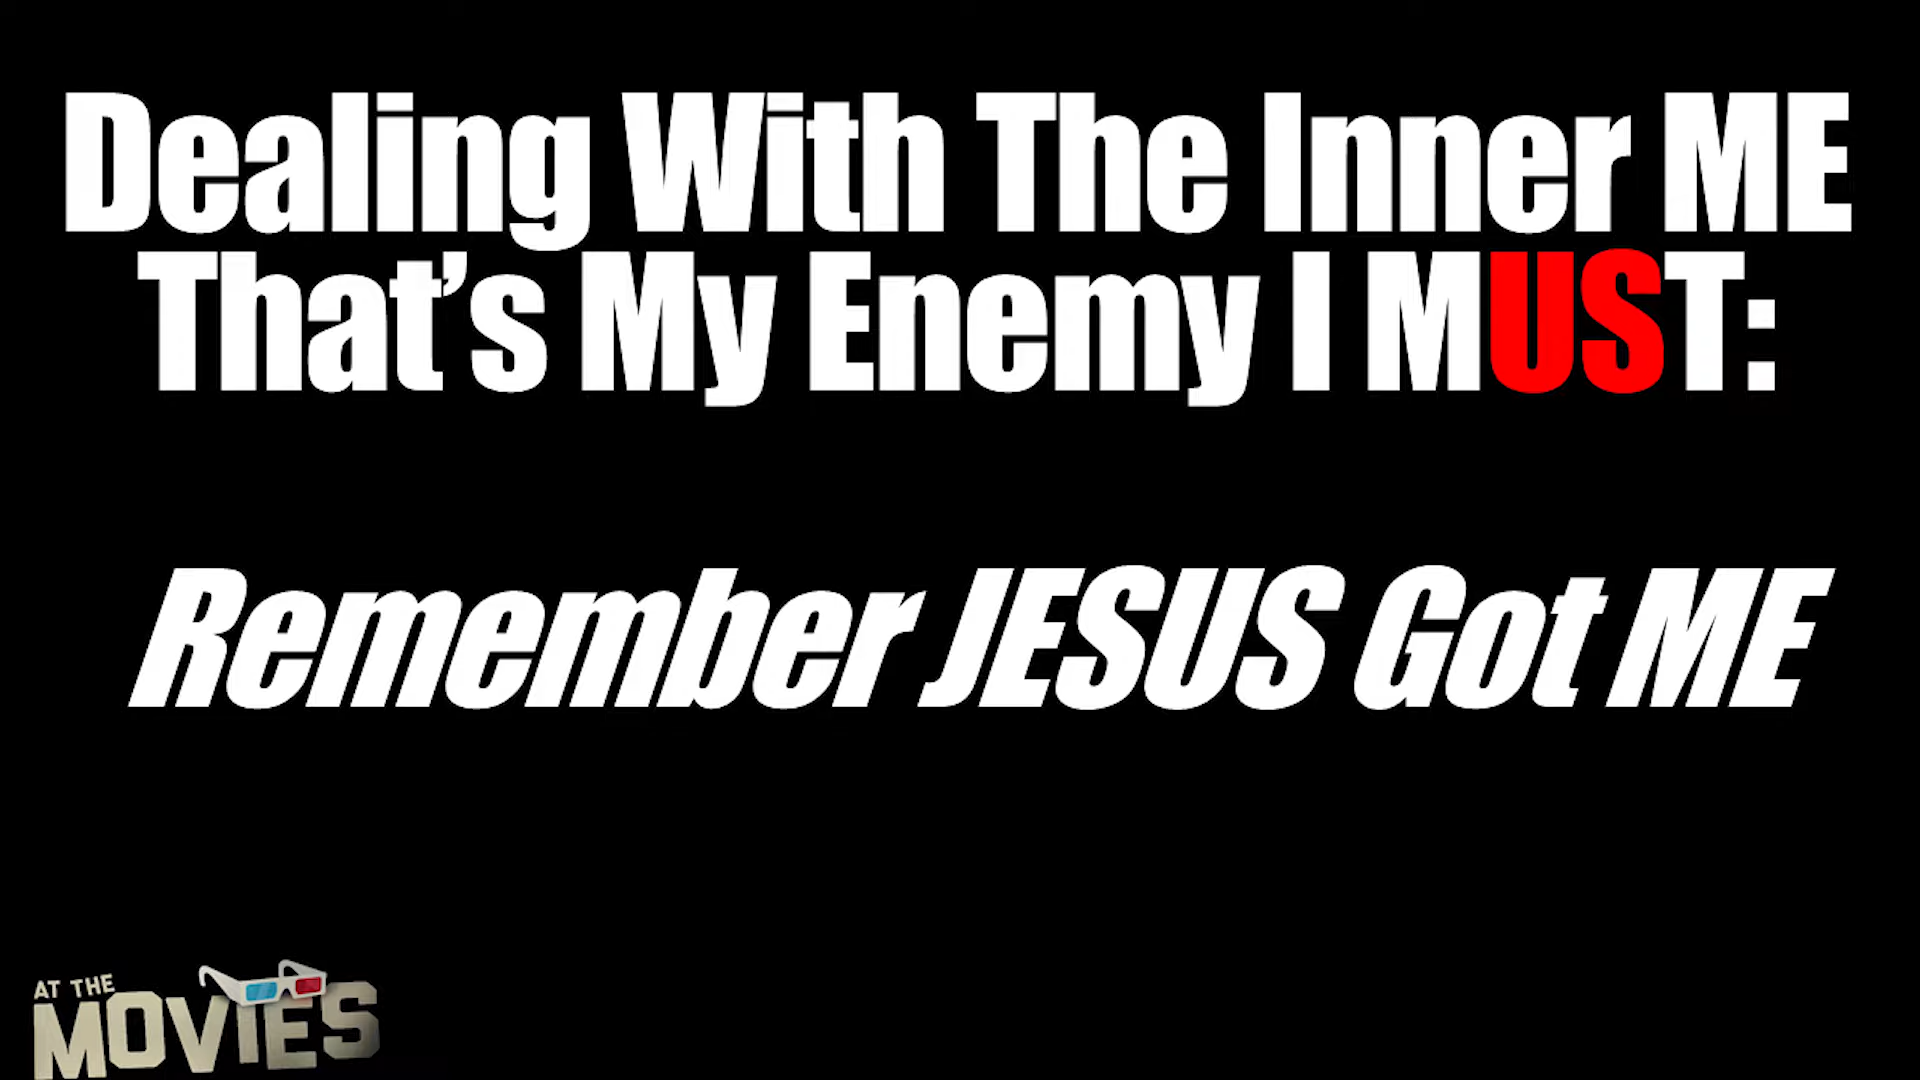 Dealing With The Inner ME
That’s My Enemy I MUST:
Remember JESUS Got ME
AT THE
MOVIES